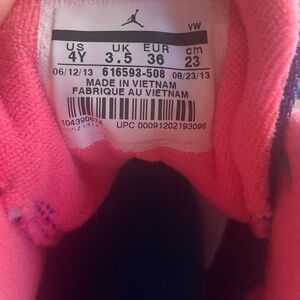 VW
US UK EUR cm
4Y 3.5 36 23
06/12/13 616593-508 08/23/13
MADE IN VIETNAM
FABRIQUE AU VIETNAM
UPC 00091202193096